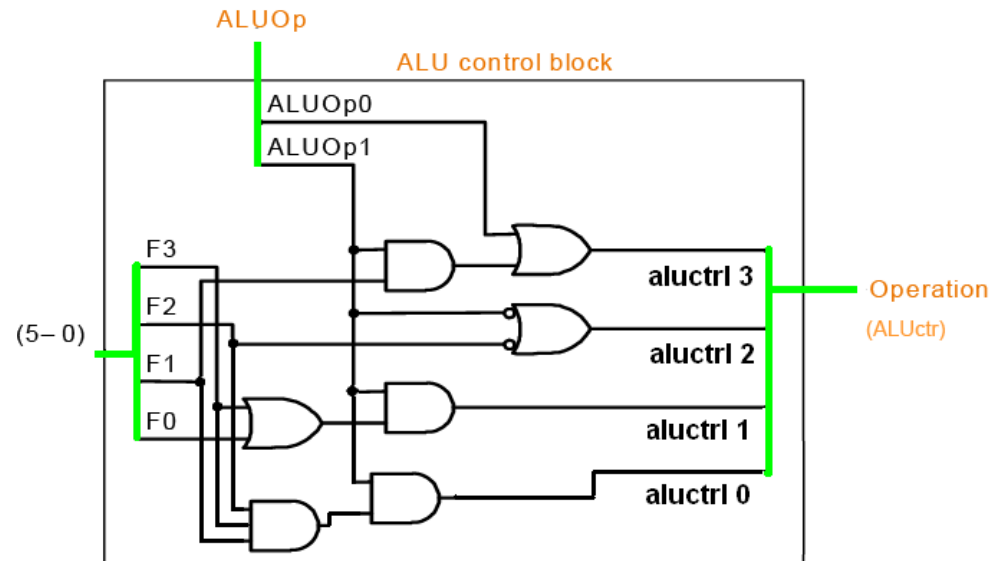 ALUOp
ALU control block
ALUOp0
ALUOp1
F3
F2
F1
F0
(5– 0)
aluctrl 3
aluctrl 2
aluctrl 1
aluctrl 0
Operation
(ALUctr)